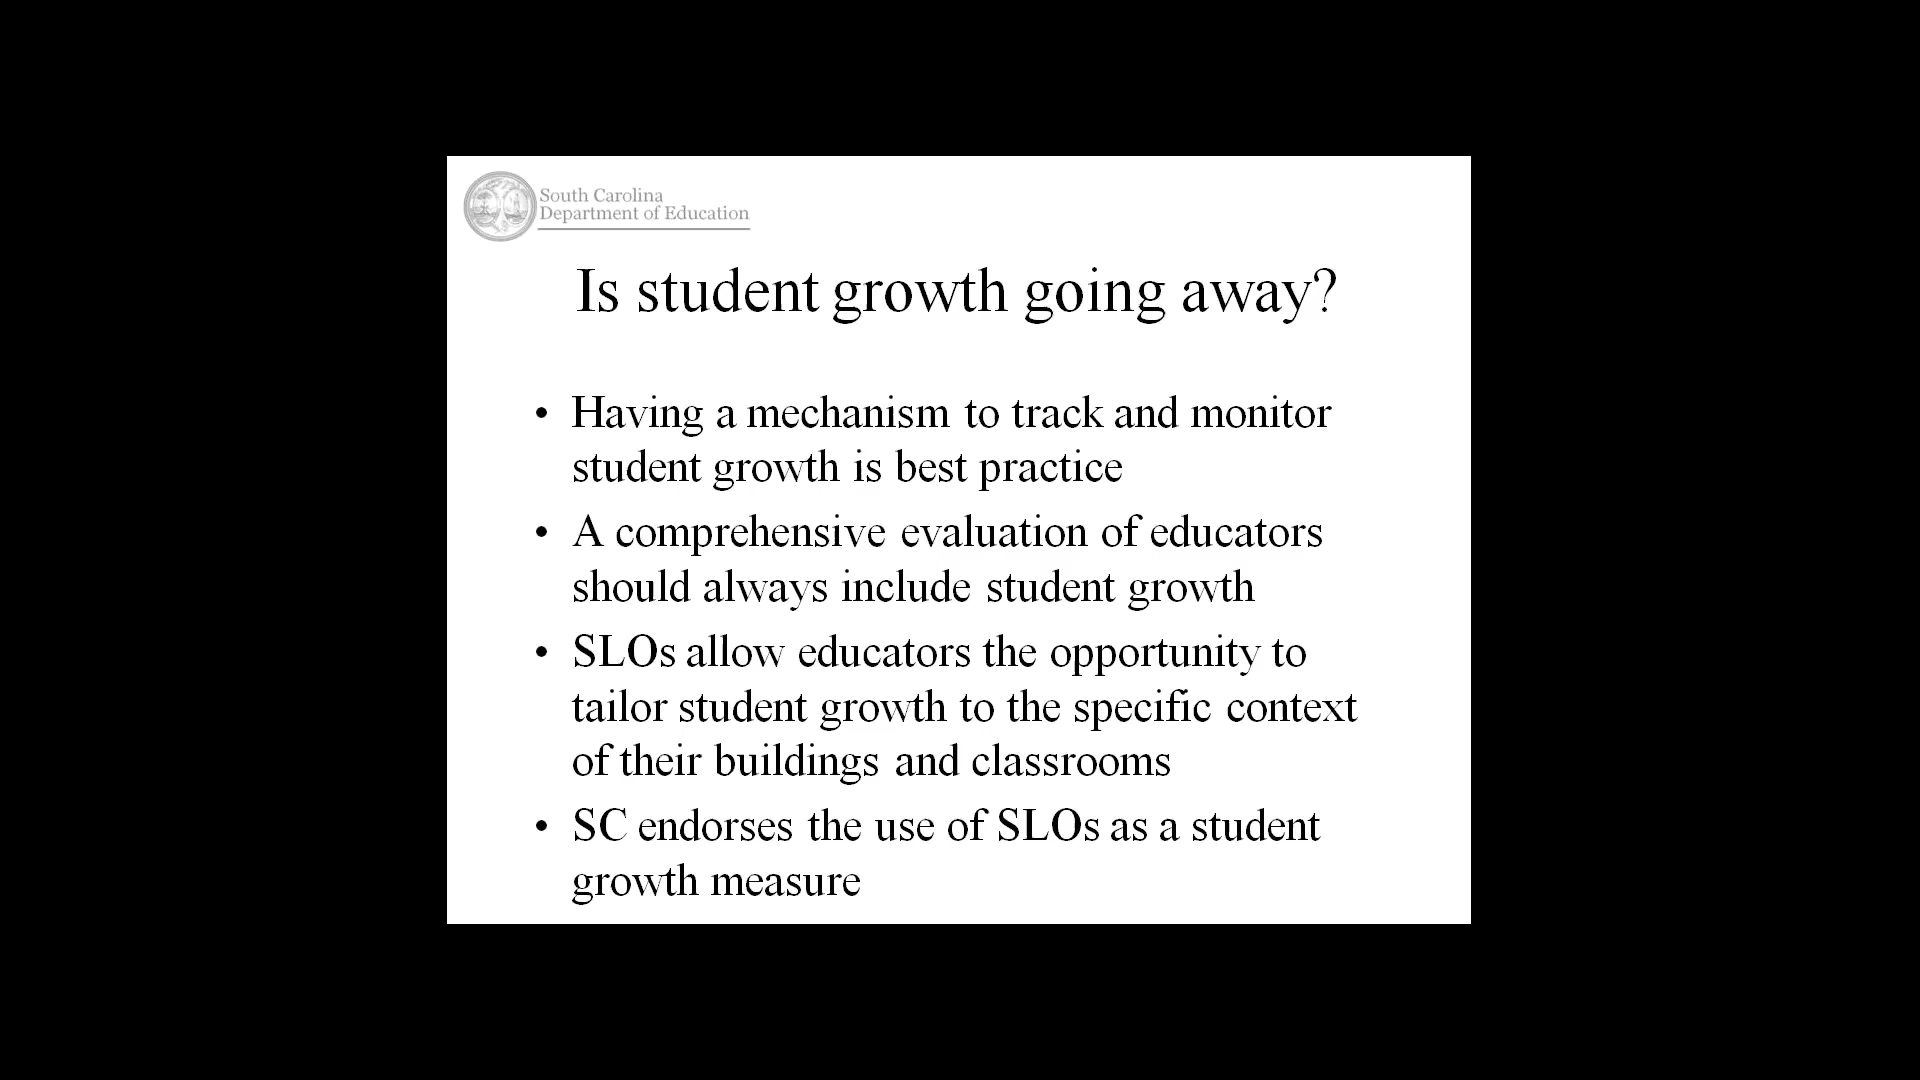 South Carolina
Department of Education
Is student growth going away?
• Having a mechanism to track and monitor
student growth is best practice
• A comprehensive evaluation of educators
should always include student growth
• SLOs allow educators the opportunity to
tailor student growth to the specific context
of their buildings and classrooms
• SC endorses the use of SLOs as a student
growth measure